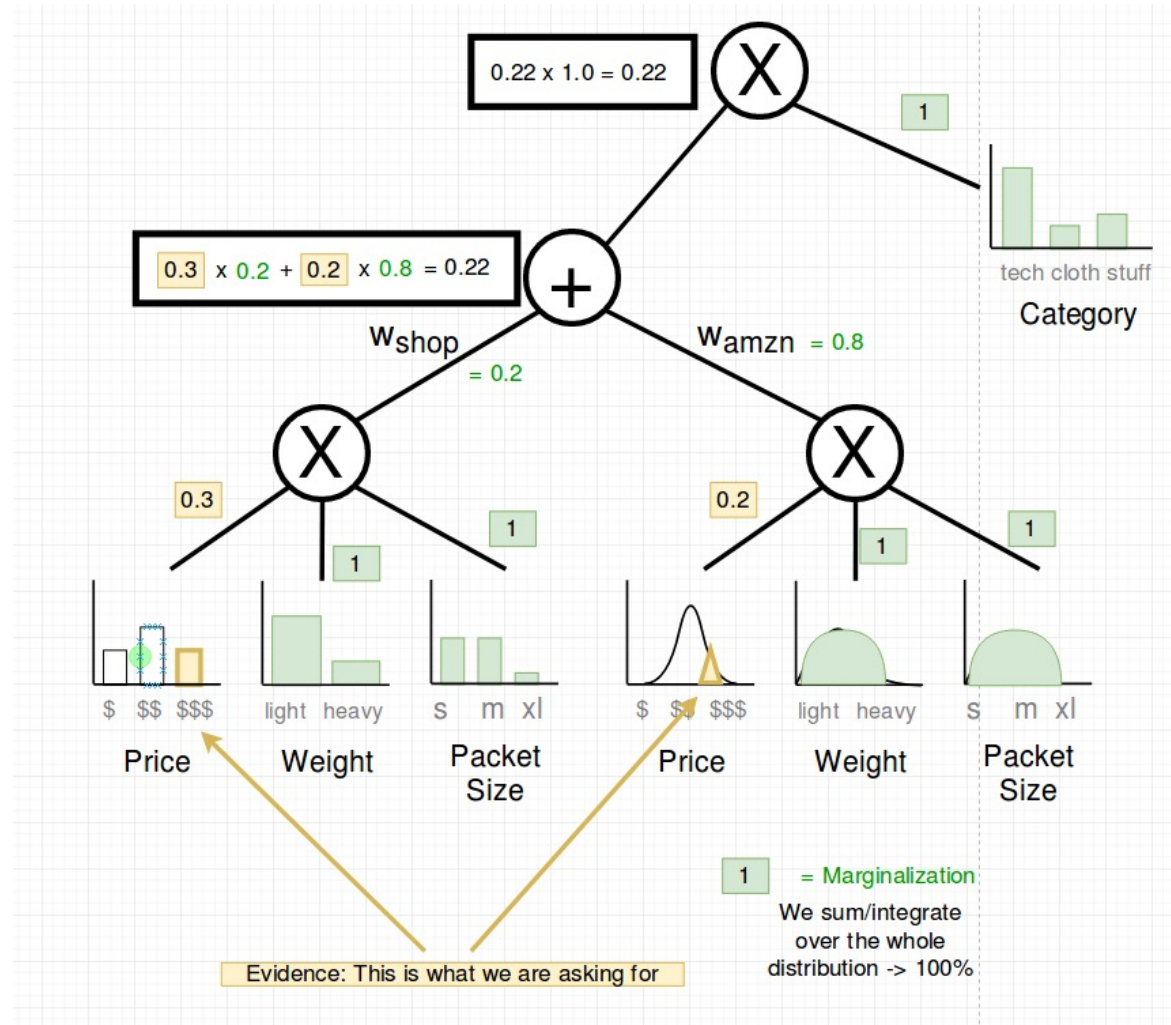 0.22 x 1.0 = 0.22
X
1
tech cloth stuff
Category
0.3 x 0.2 + 0.2 x 0.8 = 0.22
+
wshop
= 0.2
wamzn = 0.8
X
X
0.3
1
1
0.2
1
1
$ $$ $$$
light heavy
s m xl
$ $$ $$$
light heavy
s m xl
Price
Weight
Packet
Size
Price
Weight
Packet
Size
1 = Marginalization
We sum/integrate
over the whole
distribution -> 100%
Evidence: This is what we are asking for